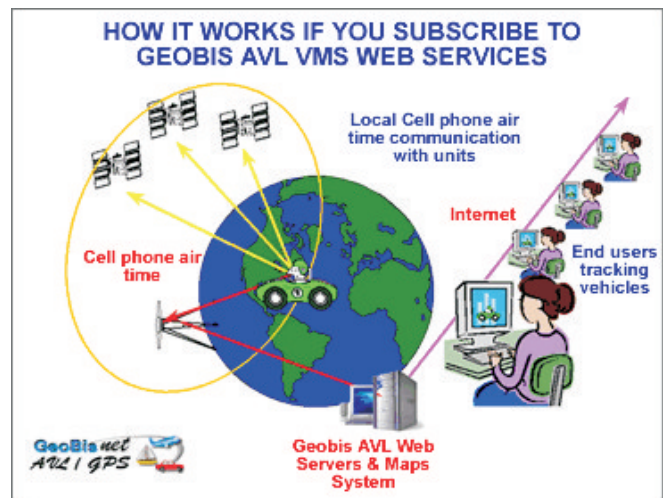 HOW IT WORKS IF YOU SUBSCRIBE TO
GEOBIS AVL VMS WEB SERVICES
Local Cell phone air
time communication
with units
Internet
Cell phone air
time
End users
tracking
vehicles
GeoBis net
AVL / GPS
Geobis AVL Web
Servers & Maps
System